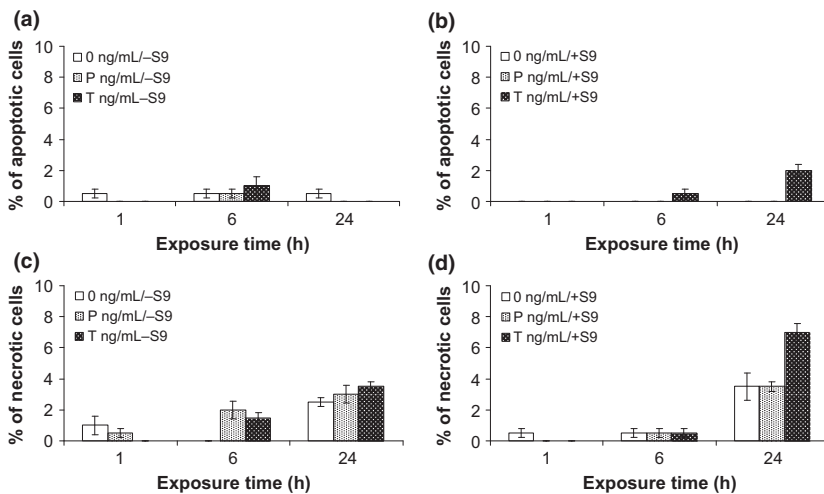 (a)
10
8
6
4
2
0
% of apoptotic cells
0 ng/mL/–S9
P ng/mL/–S9
T ng/mL–S9
1 6 24
Exposure time (h)
(b)
10
8
6
4
2
0
% of apoptotic cells
0 ng/mL/+S9
P ng/mL/+S9
T ng/mL/+S9
1 6 24
Exposure time (h)
(c)
10
8
6
4
2
0
% of necrotic cells
0 ng/mL/–S9
P ng/mL/–S9
T ng/mL–S9
1 6 24
Exposure time (h)
(d)
10
8
6
4
2
0
% of necrotic cells
0 ng/mL/+S9
P ng/mL/+S9
T ng/mL/+S9
1 6 24
Exposure time (h)